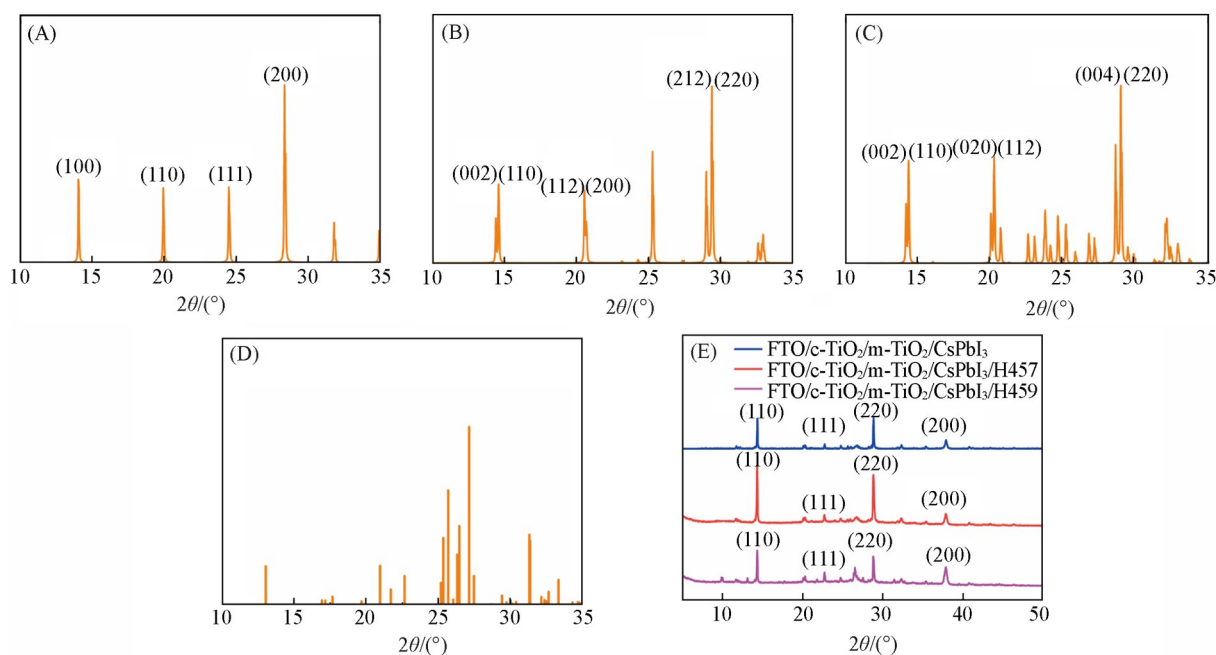 (A)
(200)
(100)
(110)
(111)
10 15 20 25 30 35
2θ/(°)
(B)
(212)(220)
(002)(110)
(112)(200)
10 15 20 25 30 35
2θ/(°)
(C)
(004)(220)
(002)(110)
(020)(112)
10 15 20 25 30 35
2θ/(°)
(D)
10 15 20 25 30 35
2θ/(°)
(E)
FTO/c-TiO₂/m-TiO₂/CsPbI₃
FTO/c-TiO₂/m-TiO₂/CsPbI₃/H457
FTO/c-TiO₂/m-TiO₂/CsPbI₃/H459
(110) (111) (220) (200)
(110) (111) (220) (200)
(110) (111) (220) (200)
10 20 30 40 50
2θ/(°)